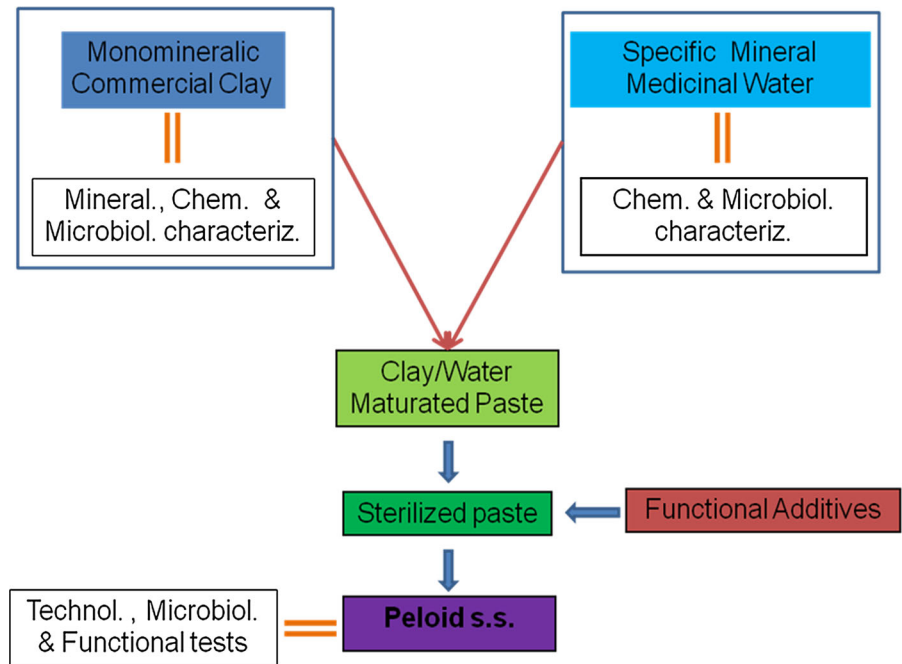 Monomineralic
Commercial Clay
Mineral., Chem. &
Microbiol. characteriz.
Specific Mineral
Medicinal Water
Chem. & Microbiol.
characteriz.
Clay/Water
Maturated Paste
Sterilized paste
Functional Additives
Technol. , Microbiol.
& Functional tests
Peloid s.s.